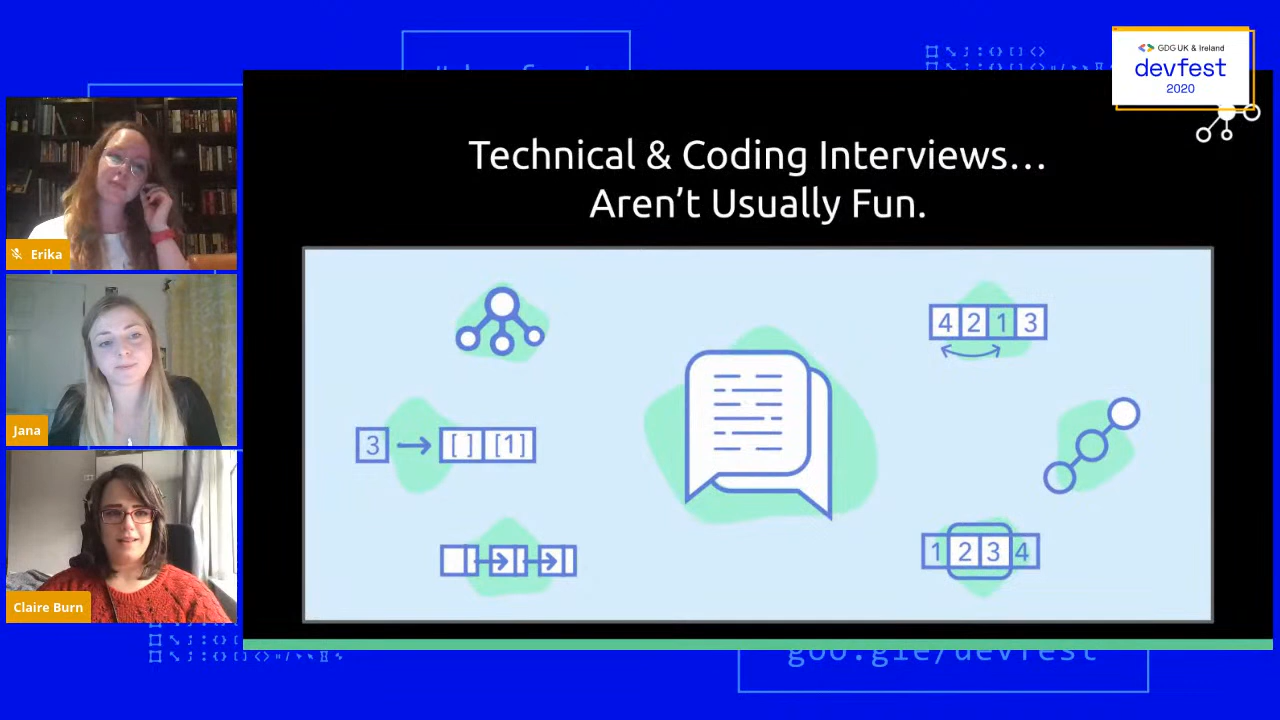 GDG UK & Ireland
devfest
2020
Technical & Coding Interviews…
Aren't Usually Fun.
4 2 1 3
3 [ ] [1]
1 2 3 4
Erika
Jana
Claire Burn
goo.gle/devfest